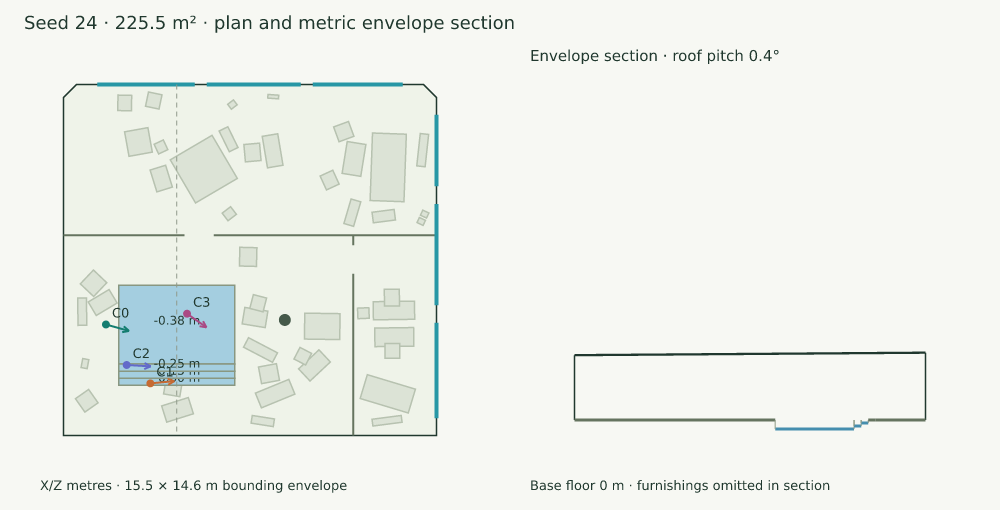 Seed 24 · 225.5 m² · plan and metric envelope section
Envelope section · roof pitch 0.4°
C3
C0
-0.38 m
C2
-0.25 m
C1
X/Z metres · 15.5 × 14.6 m bounding envelope
Base floor 0 m · furnishings omitted in section